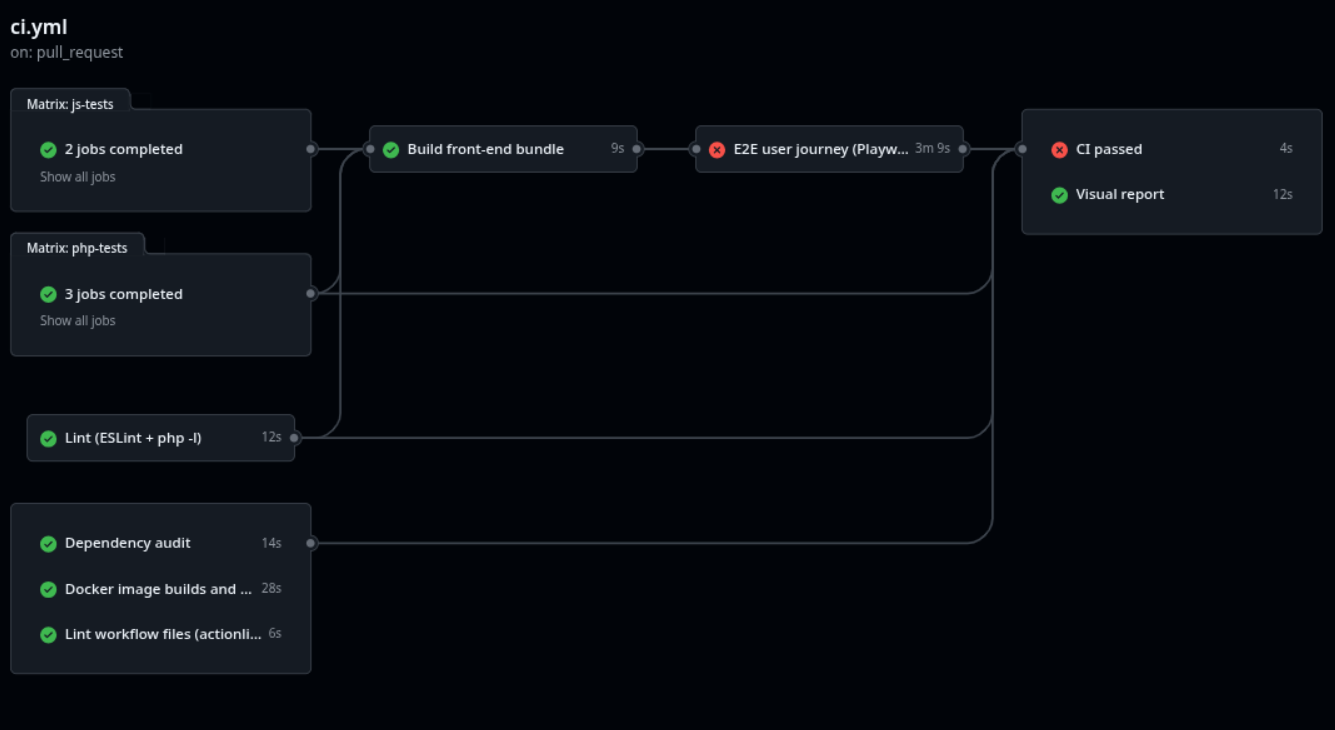 ci.yml
on: pull_request
Matrix: js-tests
2 jobs completed
Show all jobs
Build front-end bundle 9s
E2E user journey (Playw... 3m 9s
CI passed 4s
Visual report 12s
Matrix: php-tests
3 jobs completed
Show all jobs
Lint (ESLint + php -l) 12s
Dependency audit 14s
Docker image builds and ... 28s
Lint workflow files (actionli... 6s